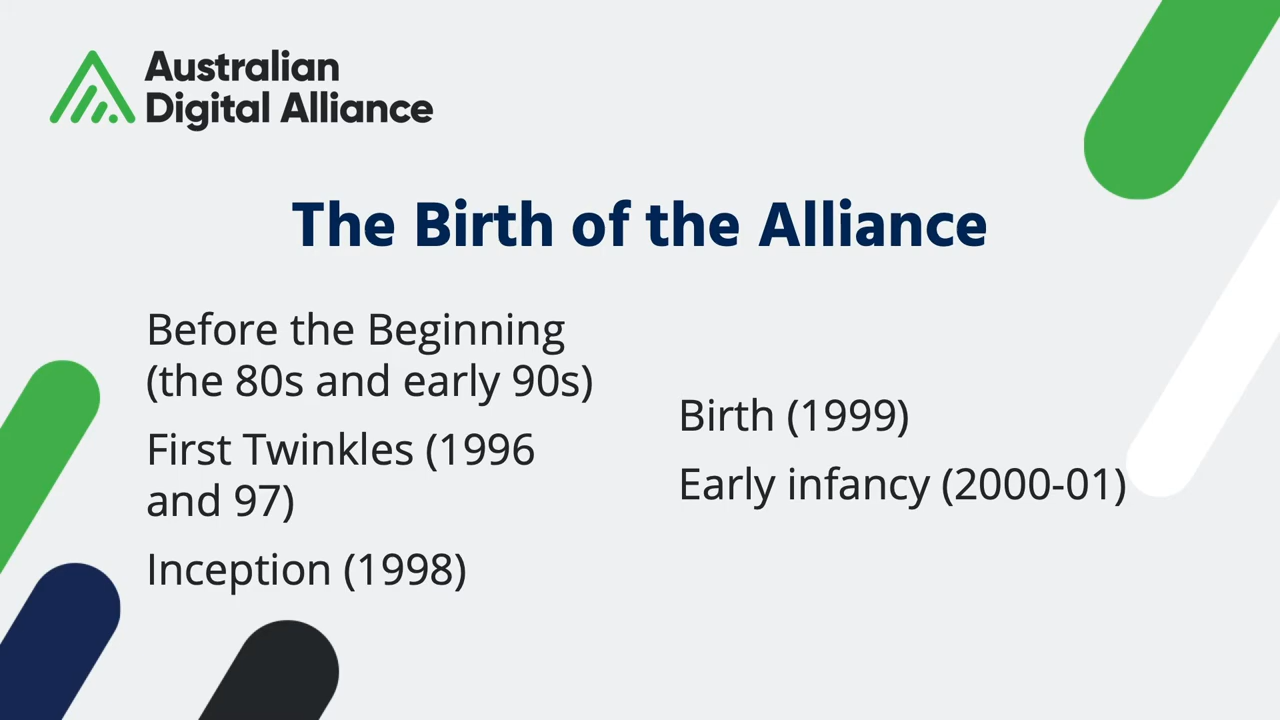 Australian
Digital Alliance
The Birth of the Alliance
Before the Beginning
(the 80s and early 90s)
First Twinkles (1996
and 97)
Inception (1998)
Birth (1999)
Early infancy (2000-01)